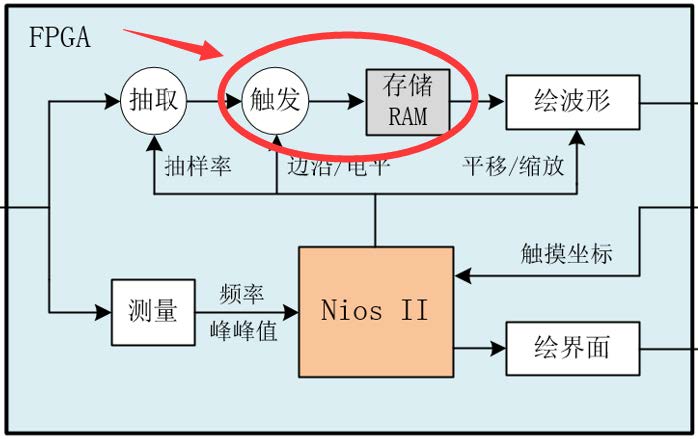 FPGA
抽取
触发
存储
RAM
绘波形
抽样率
边沿/电平
平移/缩放
触摸坐标
测量
频率
峰峰值
Nios II
绘界面